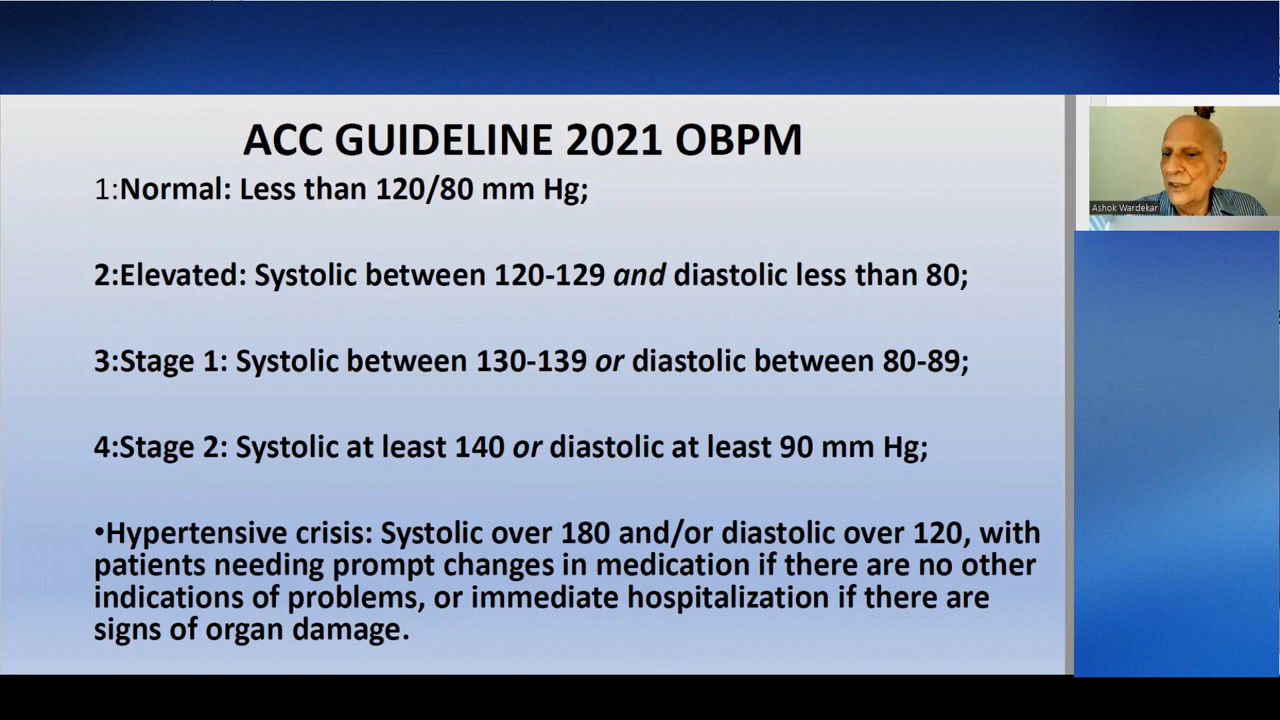 ACC GUIDELINE 2021 OBPM
1:Normal: Less than 120/80 mm Hg;
2:Elevated: Systolic between 120-129 and diastolic less than 80;
3:Stage 1: Systolic between 130-139 or diastolic between 80-89;
4:Stage 2: Systolic at least 140 or diastolic at least 90 mm Hg;
•Hypertensive crisis: Systolic over 180 and/or diastolic over 120, with
patients needing prompt changes in medication if there are no other
indications of problems, or immediate hospitalization if there are
signs of organ damage.
Ashok Wardekar